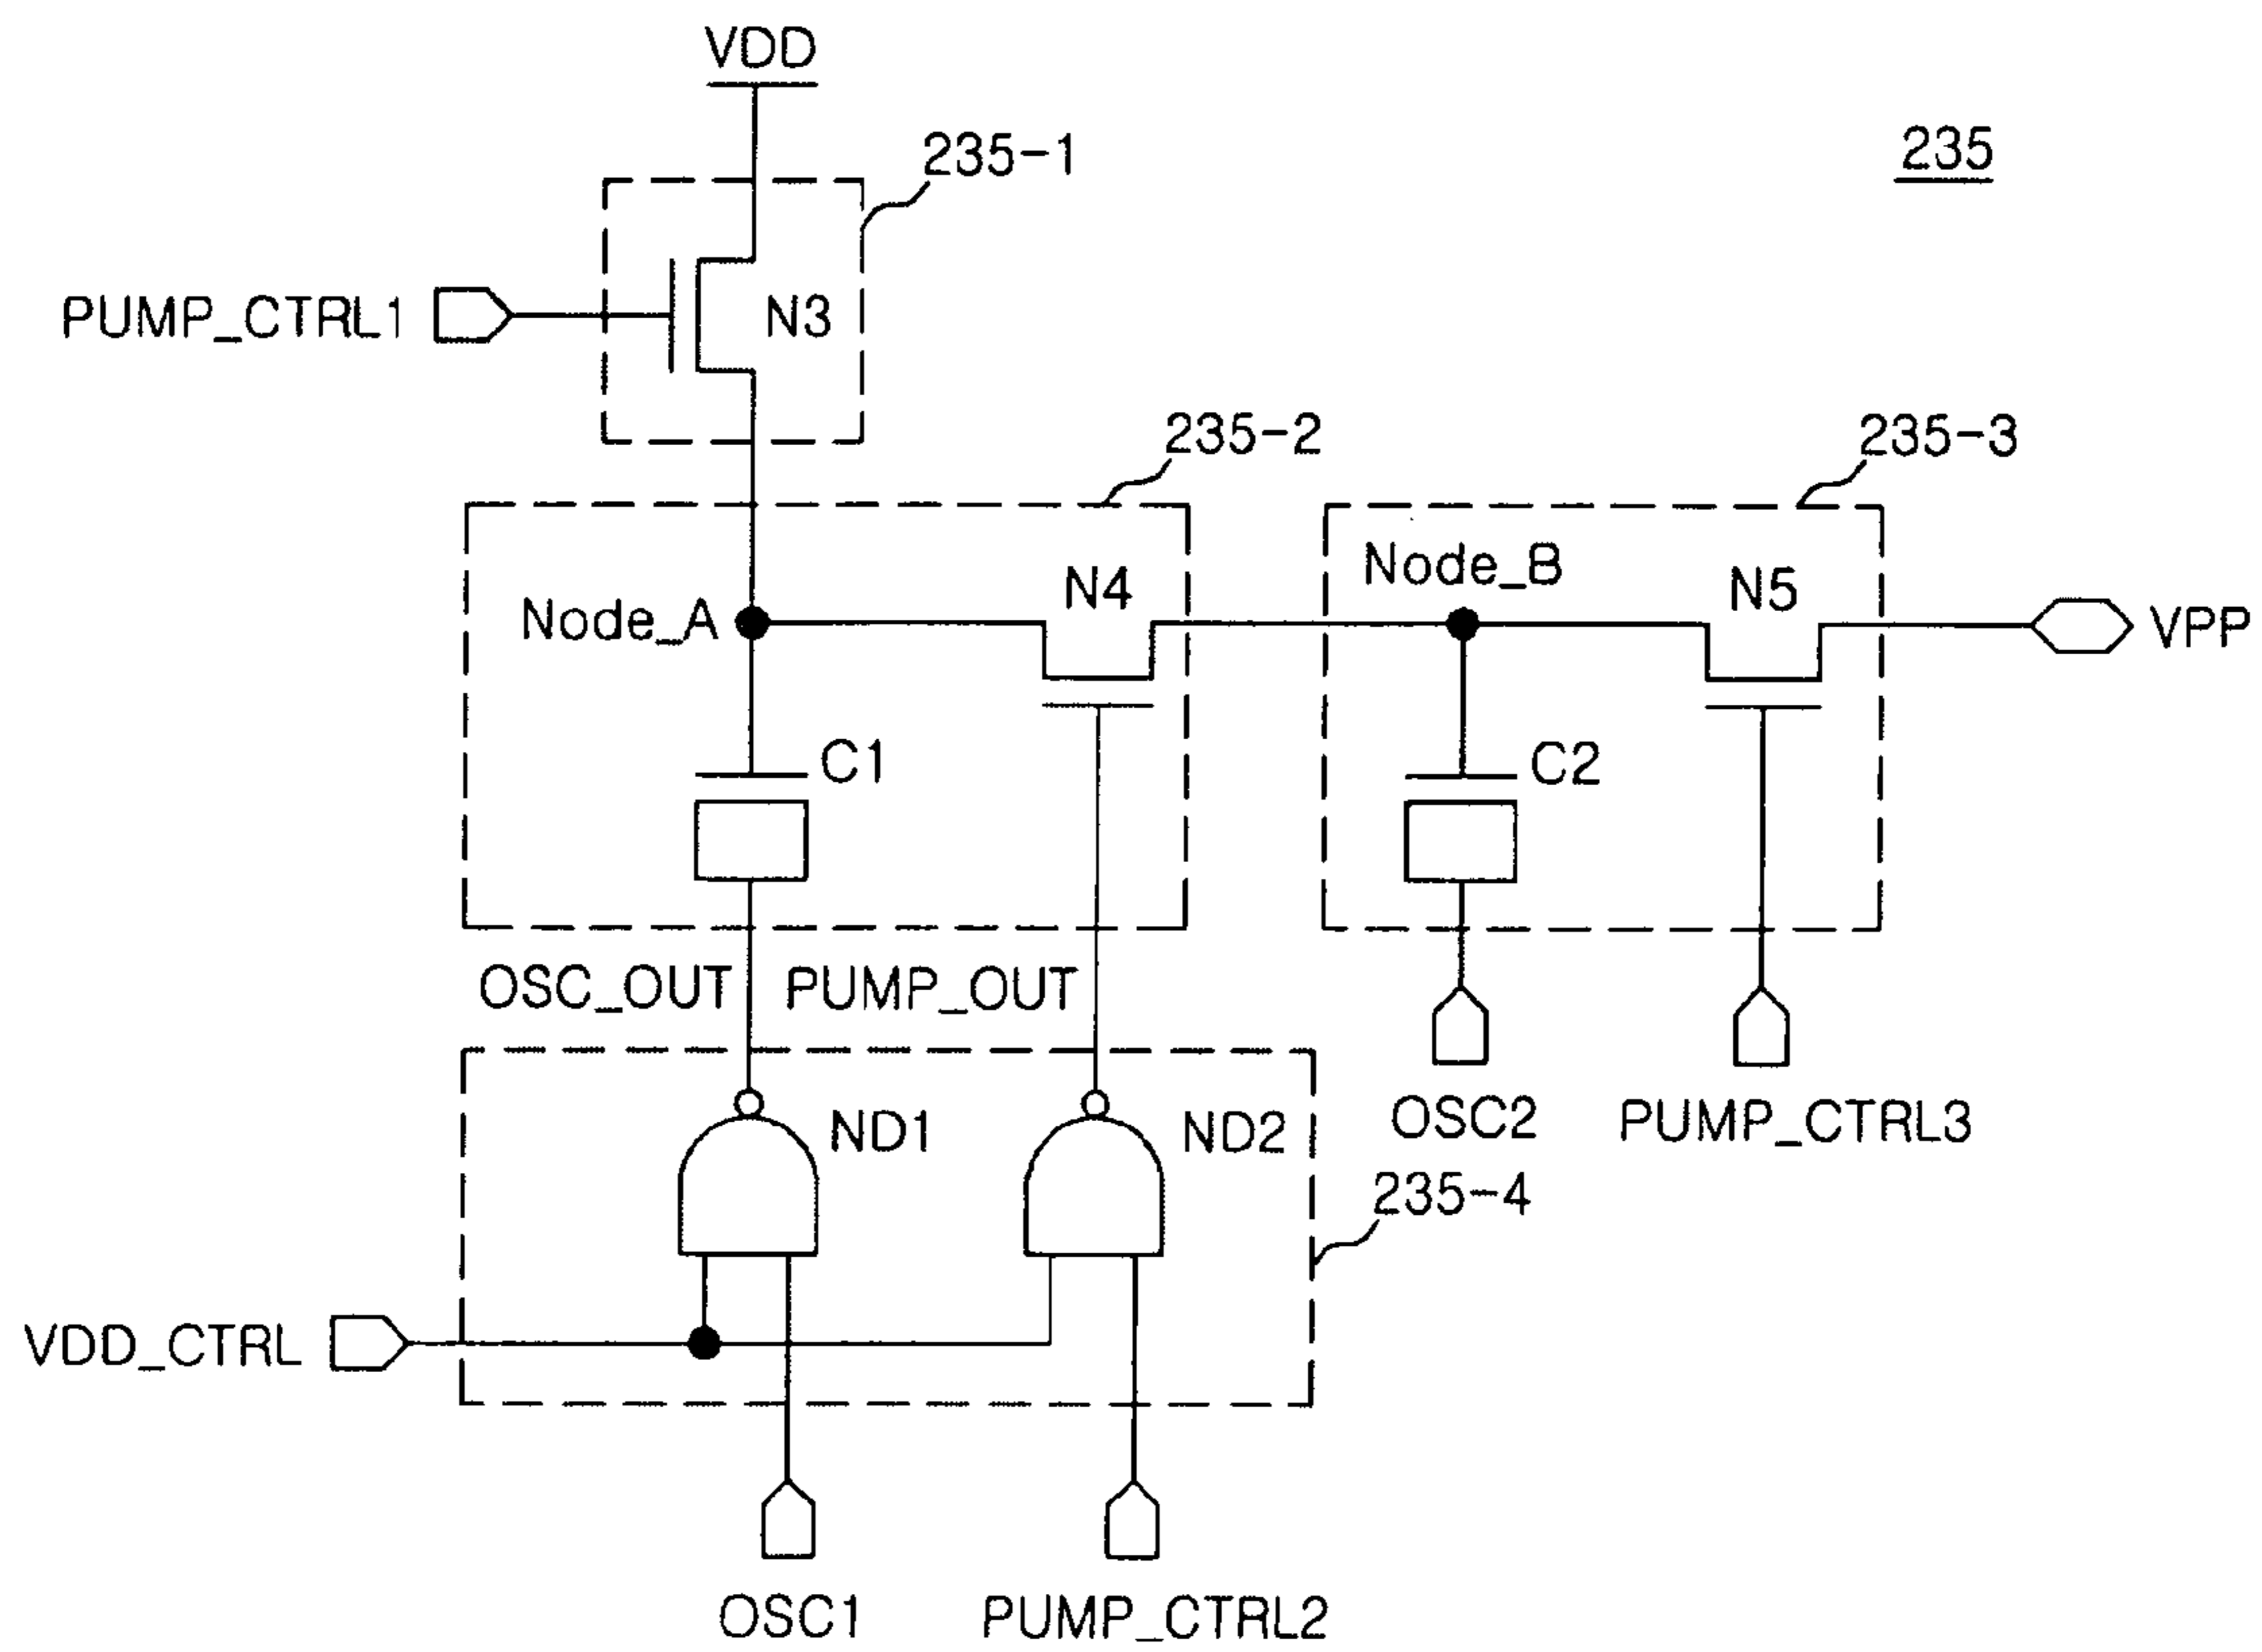 VDD
235-1
235
PUMP_CTRL1
N3
235-2
235-3
Node_A
N4
Node_B
N5
VPP
C1
C2
OSC_OUT
PUMP_OUT
ND1
ND2
OSC2
PUMP_CTRL3
235-4
VDD_CTRL
OSC1
PUMP_CTRL2